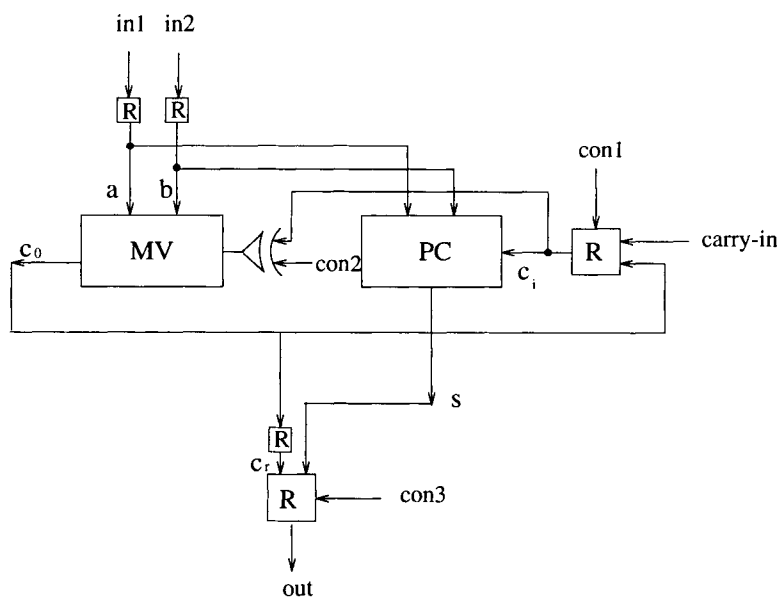 in1 in2
R R
con1
a b
MV
PC
R
carry-in
c₀
con2
cᵢ
s
R
cᵣ
R
con3
out